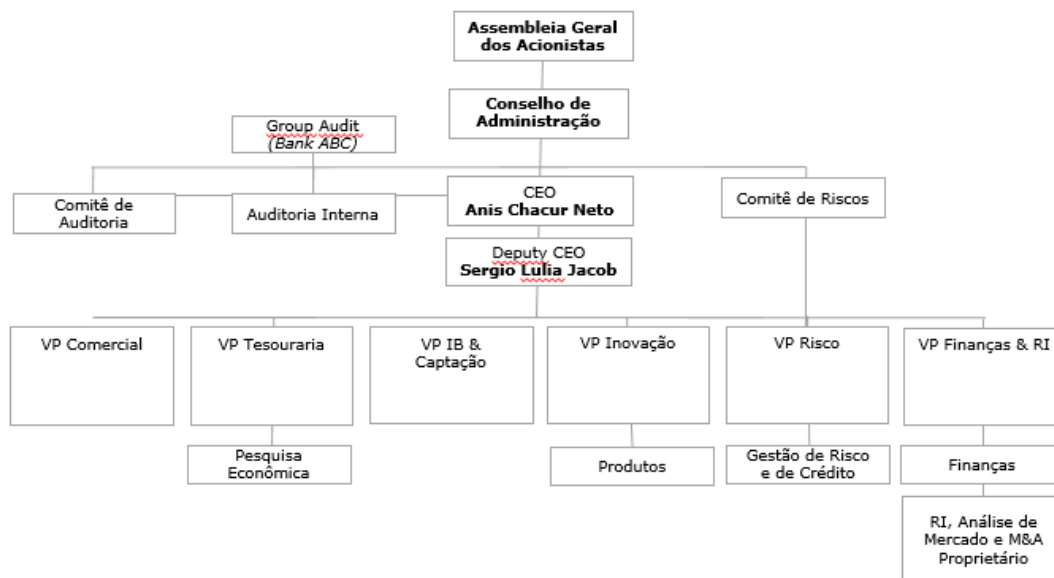 Assembleia Geral
dos Acionistas
Conselho de
Administração
Group Audit
(Bank ABC)
Comitê de
Auditoria
Auditoria Interna
CEO
Anis Chacur Neto
Comitê de Riscos
Deputy CEO
Sergio Lulia Jacob
VP Comercial
VP Tesouraria
VP IB &
Captação
VP Inovação
VP Risco
VP Finanças & RI
Pesquisa
Econômica
Produtos
Gestão de Risco
e de Crédito
Finanças
RI, Análise de
Mercado e M&A
Proprietário